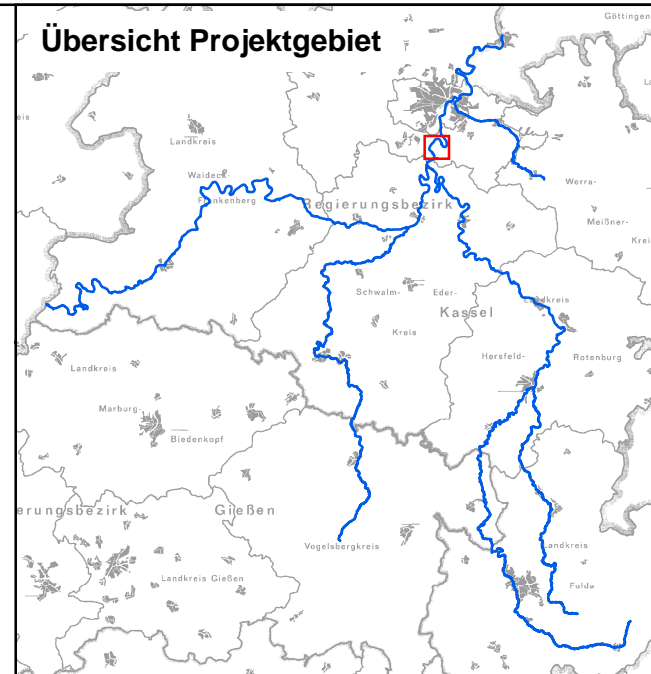 Übersicht Projektgebiet
Göttingen
Landkreis
Waldeck-
Frankenberg
Regierungsbezirk
Kassel
Werra-
Meißner-
Kreis
Schwalm-
Eder-
Kreis
Landkreis
Hersfeld-
Rotenburg
Landkreis
Marburg-
Biedenkopf
erungsbezirk
Gießen
Vogelsbergkreis
Landkreis Gießen
Landkreis
Fulda